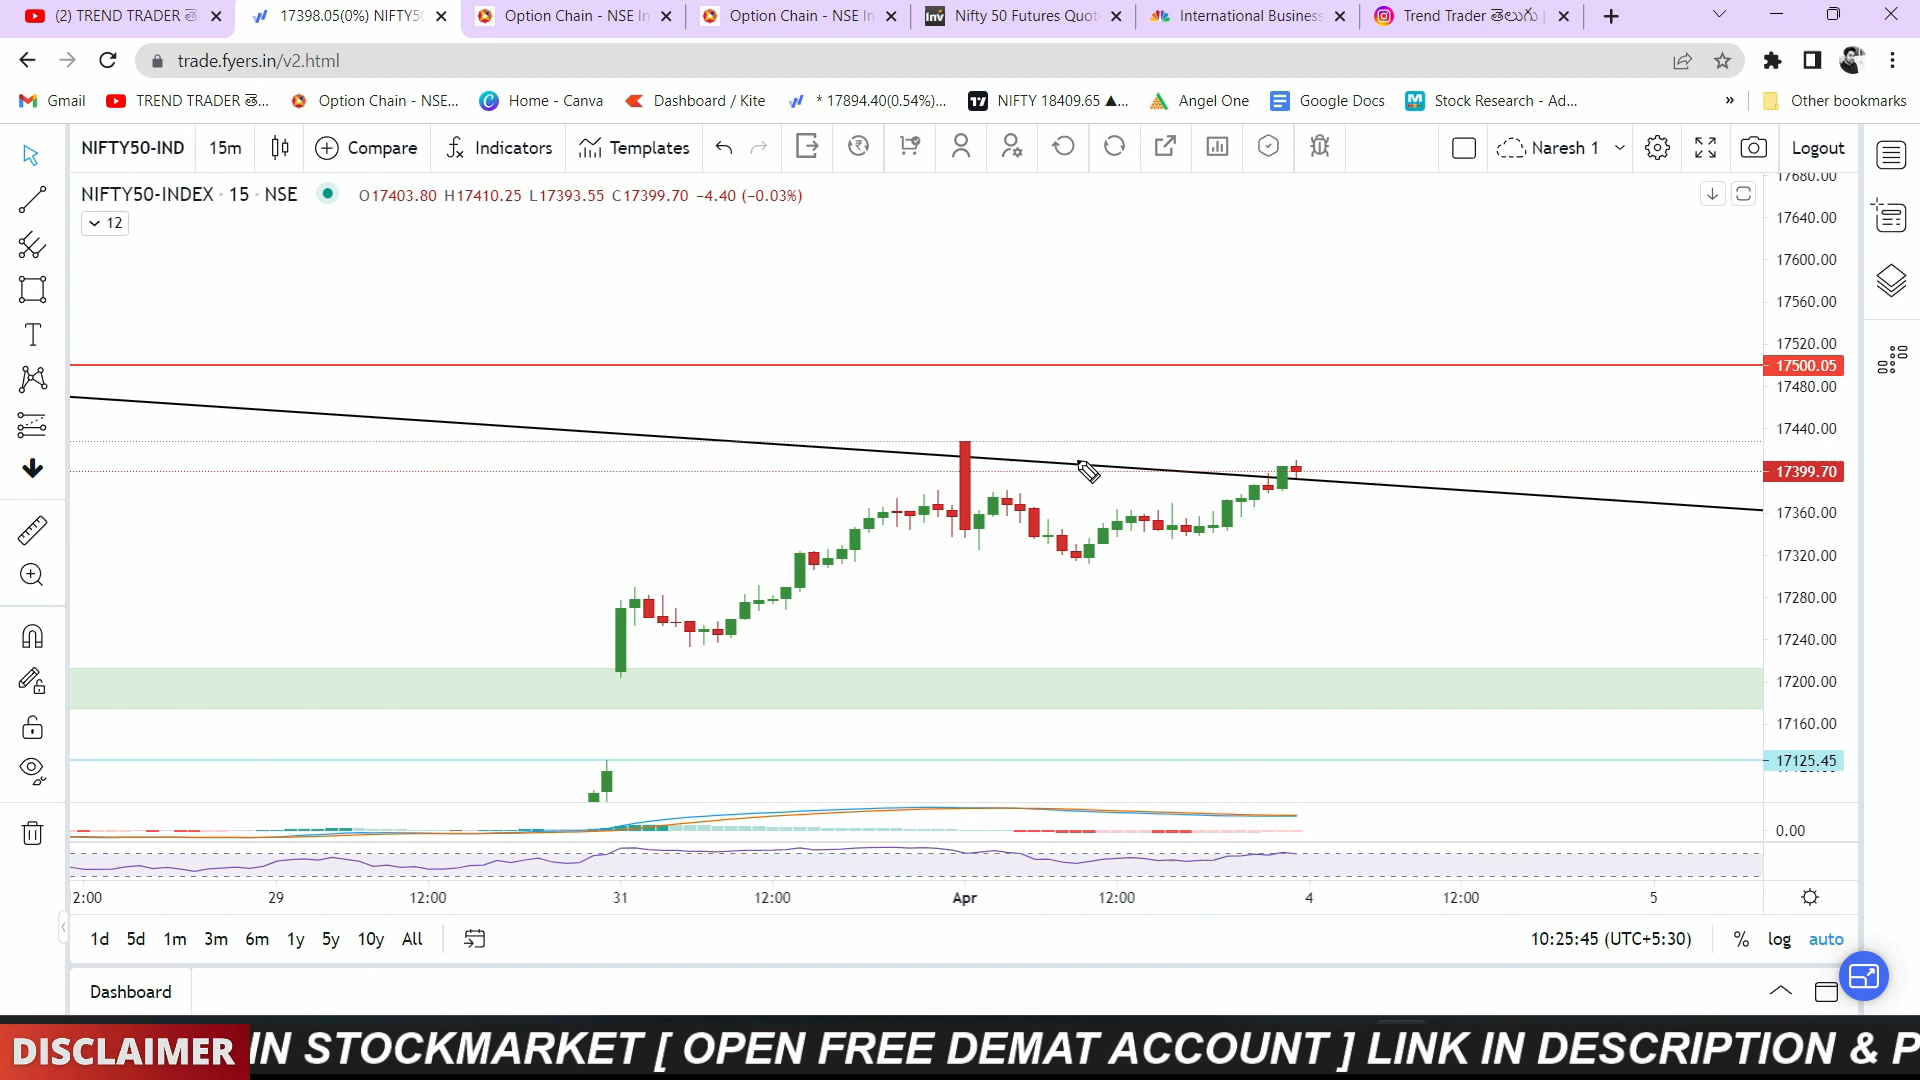 (2) TREND TRADER తె
17398.05(0%) NIFTY50
Option Chain - NSE In
Option Chain - NSE In
Nifty 50 Futures Quot
International Business
Trend Trader తెలుగు |
trade.fyers.in/v2.html
Gmail
TREND TRADER తె...
Option Chain - NSE...
Home - Canva
Dashboard / Kite
* 17894.40(0.54%)...
NIFTY 18409.65 ▲...
Angel One
Google Docs
Stock Research - Ad...
»
Other bookmarks
NIFTY50-IND
15m
Compare
Indicators
Templates
Naresh 1
Logout
NIFTY50-INDEX · 15 · NSE
O17403.80 H17410.25 L17393.55 C17399.70 −4.40 (−0.03%)
12
17680.00
17640.00
17600.00
17560.00
17520.00
17500.05
17480.00
17440.00
17399.70
17360.00
17320.00
17280.00
17240.00
17200.00
17160.00
17125.45
0.00
2:00
29
12:00
31
12:00
Apr
12:00
4
12:00
5
1d 5d 1m 3m 6m 1y 5y 10y All
10:25:45 (UTC+5:30)
% log auto
Dashboard
DISCLAIMER
IN STOCKMARKET [ OPEN FREE DEMAT ACCOUNT ] LINK IN DESCRIPTION & P